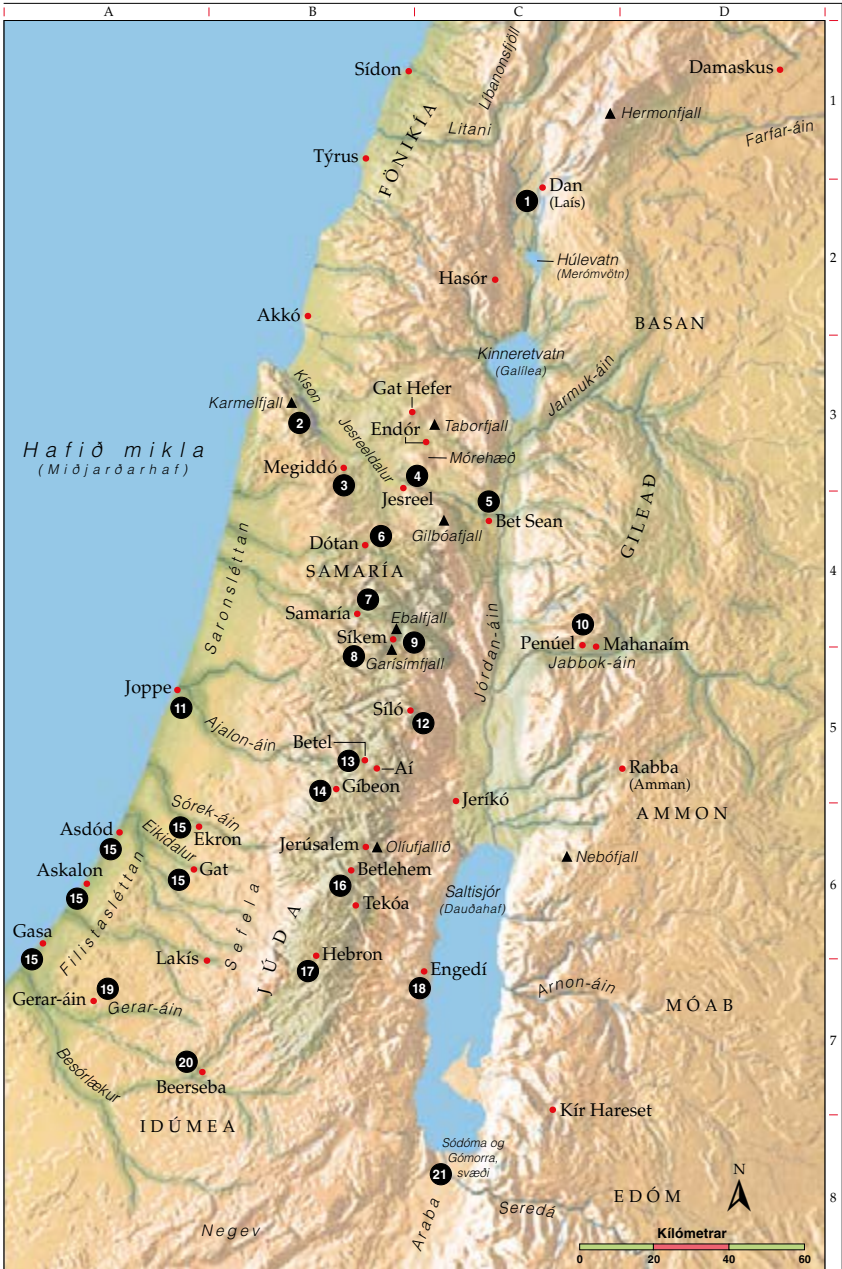 A
B
C
D
Sídon
Líbanonsfjöll
Damaskus
1
Hermonfjall
Litani
Farfar-áin
FÖNIKÍA
Týrus
Dan
(Laís)
1
Húlevatn
(Merómvötn)
2
Hasór
Akkó
BASAN
Kinneretvatn
(Galílea)
Jarmuk-áin
Kíson
Gat Hefer
Karmelfjall
2
Taborfjall
3
Endór
Hafið mikla
(Miðjarðarhaf)
Jesreeldalur
Mórehæð
Megiddó
3
4
Jesreel
5
Bet Sean
GILEAÐ
Gilbóafjall
Saronsléttan
6
Dótan
SAMARÍA
4
7
Samaría
Ebalfjall
Síkem
8
9
Garísimfjall
10
Penúel
Mahanaím
Jabbok-áin
Jórdan-áin
Joppe
11
Síló
12
5
Ajalon-áin
Betel
13
Aí
14
Gíbeon
Rabba
(Amman)
Jeríkó
AMMON
Sórek-áin
15
Ekron
Asdód
15
Eikidalur
Jerúsalem
Olíufjallið
Nebófjall
Gat
15
Betlehem
16
Askalon
15
Saltisjór
(Dauðahaf)
6
Tekóa
Filistasléttan
Sefela
JÚDA
Gasa
15
Lakís
Hebron
17
Engedí
18
Arnon-áin
19
Gerar-áin
Gerar-áin
MÓAB
7
Besórlækur
20
Beerseba
Kír Hareset
IDÚMEA
Sódóma og
Gómorra,
svæði
21
Araba
Seredá
EDÓM
N
8
Negev
Kílómetrar
0
20
40
60